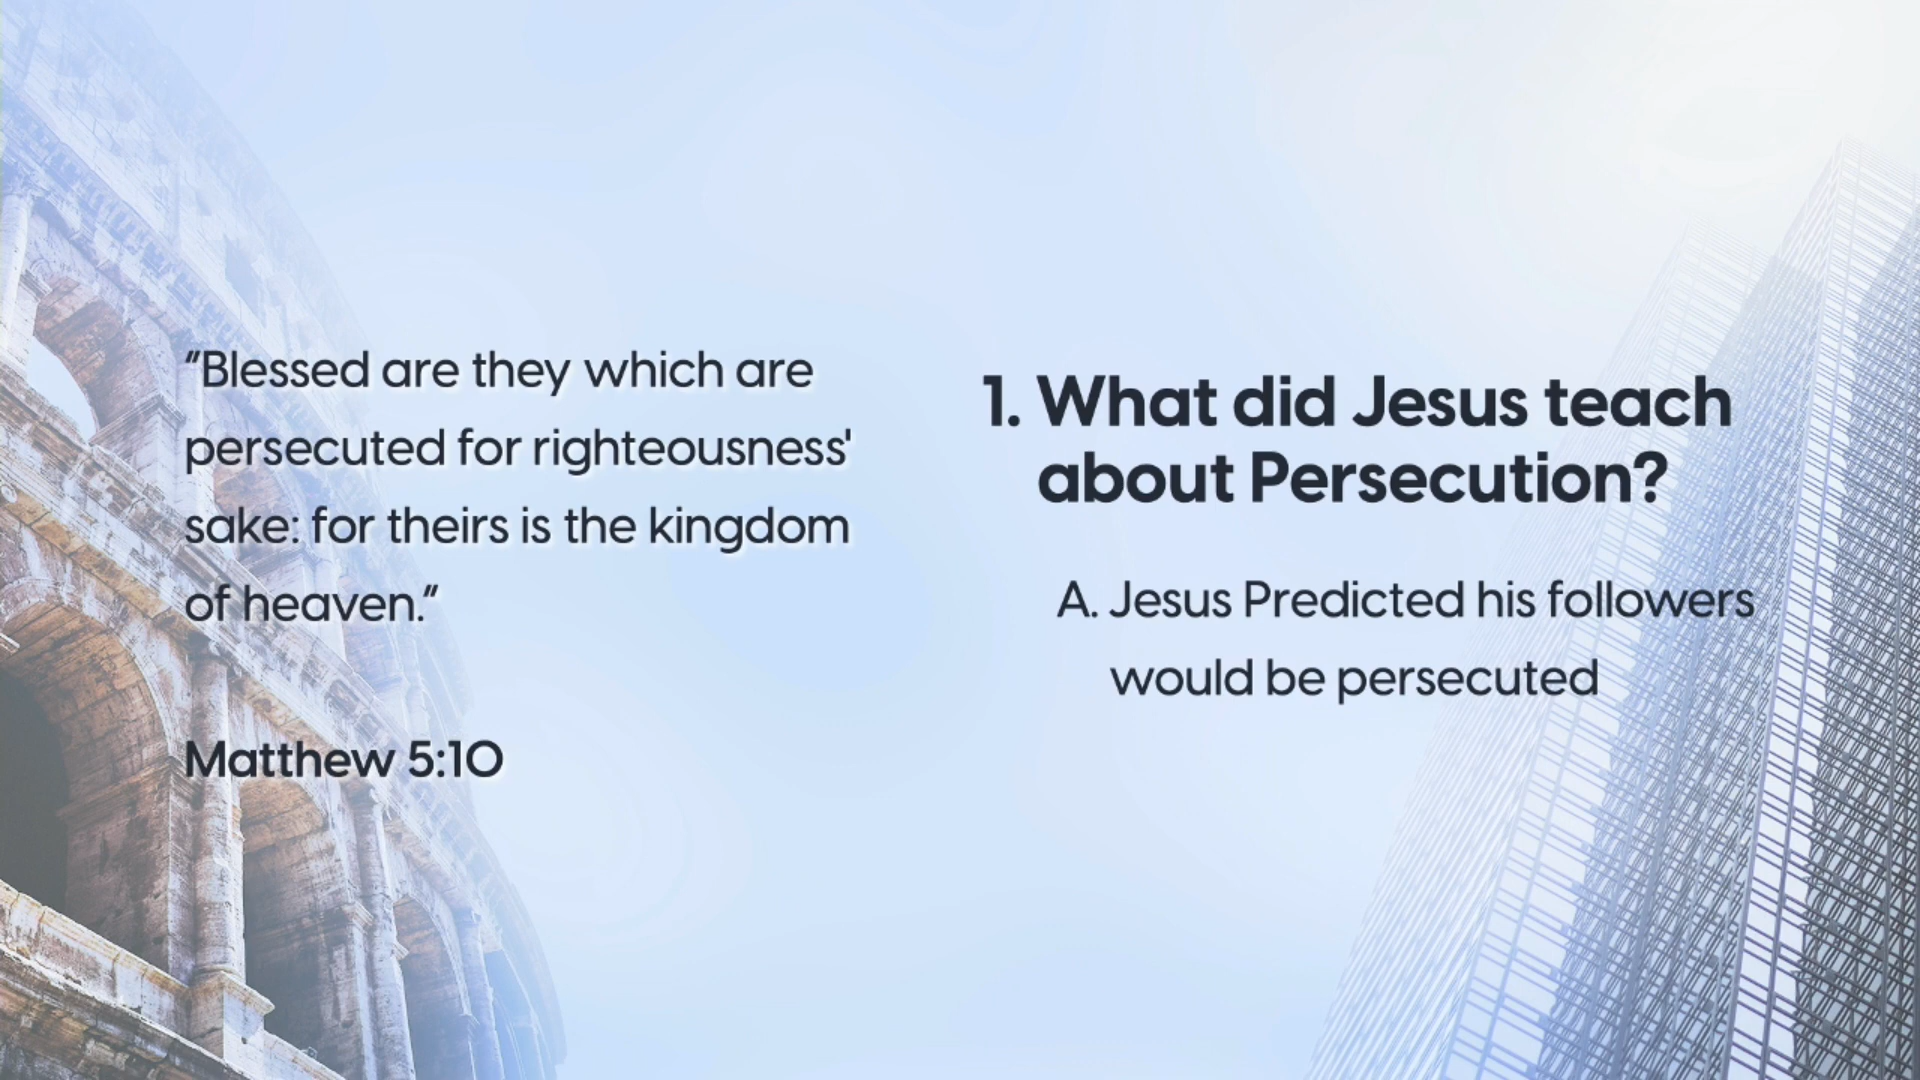 “Blessed are they which are
persecuted for righteousness'
sake: for theirs is the kingdom
of heaven.”
Matthew 5:10
1. What did Jesus teach
about Persecution?
A. Jesus Predicted his followers
would be persecuted